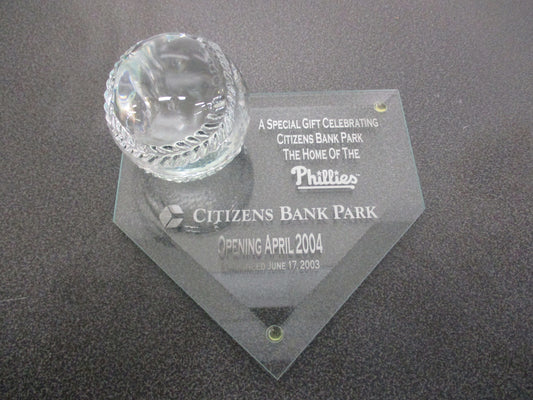 A Special Gift Celebrating
Citizens Bank Park
The Home Of The
Phillies
Citizens Bank Park
Opening April 2004
June 17, 2003